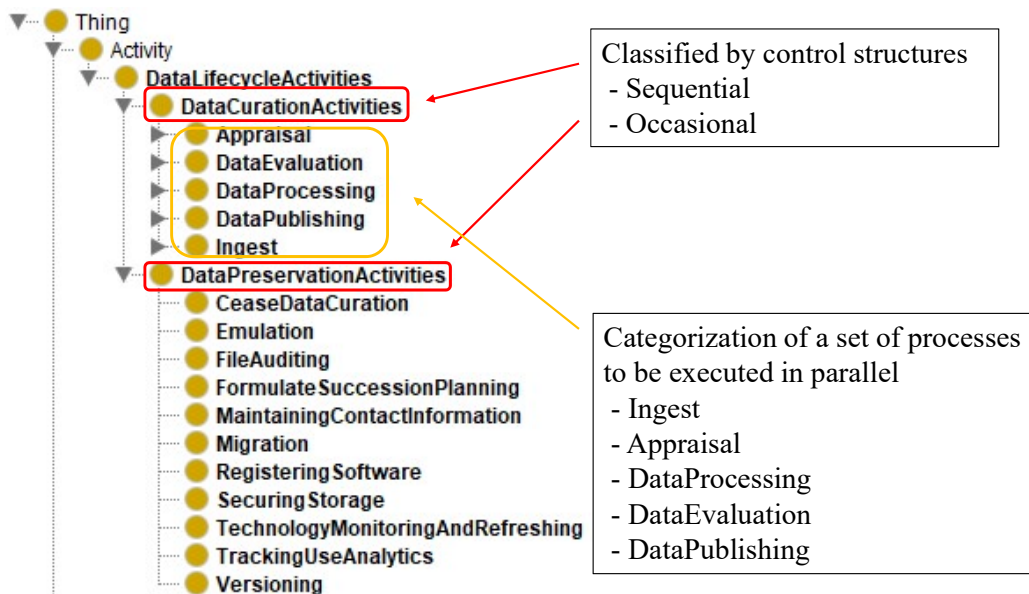 Thing
Activity
DataLifecycleActivities
DataCurationActivities
Appraisal
DataEvaluation
DataProcessing
DataPublishing
Ingest
DataPreservationActivities
CeaseDataCuration
Emulation
FileAuditing
FormulateSuccessionPlanning
MaintainingContactInformation
Migration
RegisteringSoftware
SecuringStorage
TechnologyMonitoringAndRefreshing
TrackingUseAnalytics
Versioning
Classified by control structures
- Sequential
- Occasional
Categorization of a set of processes
to be executed in parallel
- Ingest
- Appraisal
- DataProcessing
- DataEvaluation
- DataPublishing